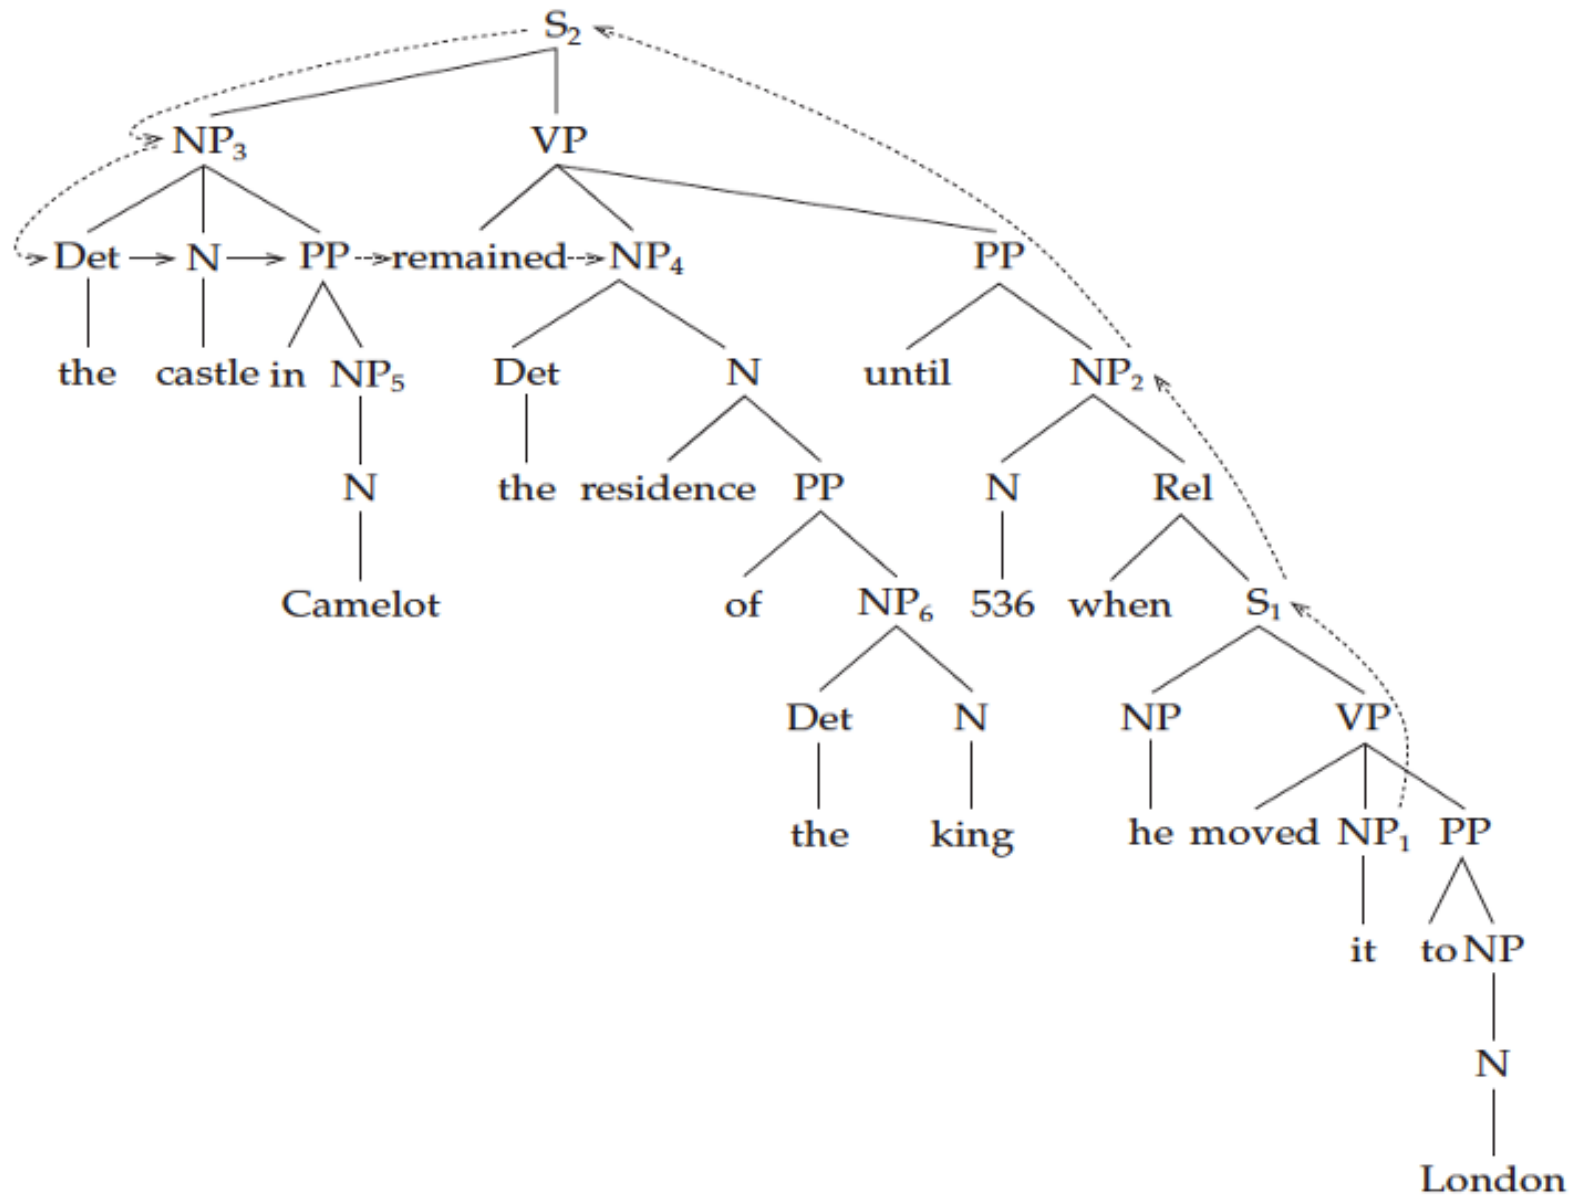 S₂
NP₃ VP
Det N PP remained NP₄ PP
the castle in NP₅ Det N until NP₂
N the residence PP N Rel
Camelot of NP₆ 536 when S₁
Det N NP VP
the king he moved NP₁ PP
it to NP
N
London